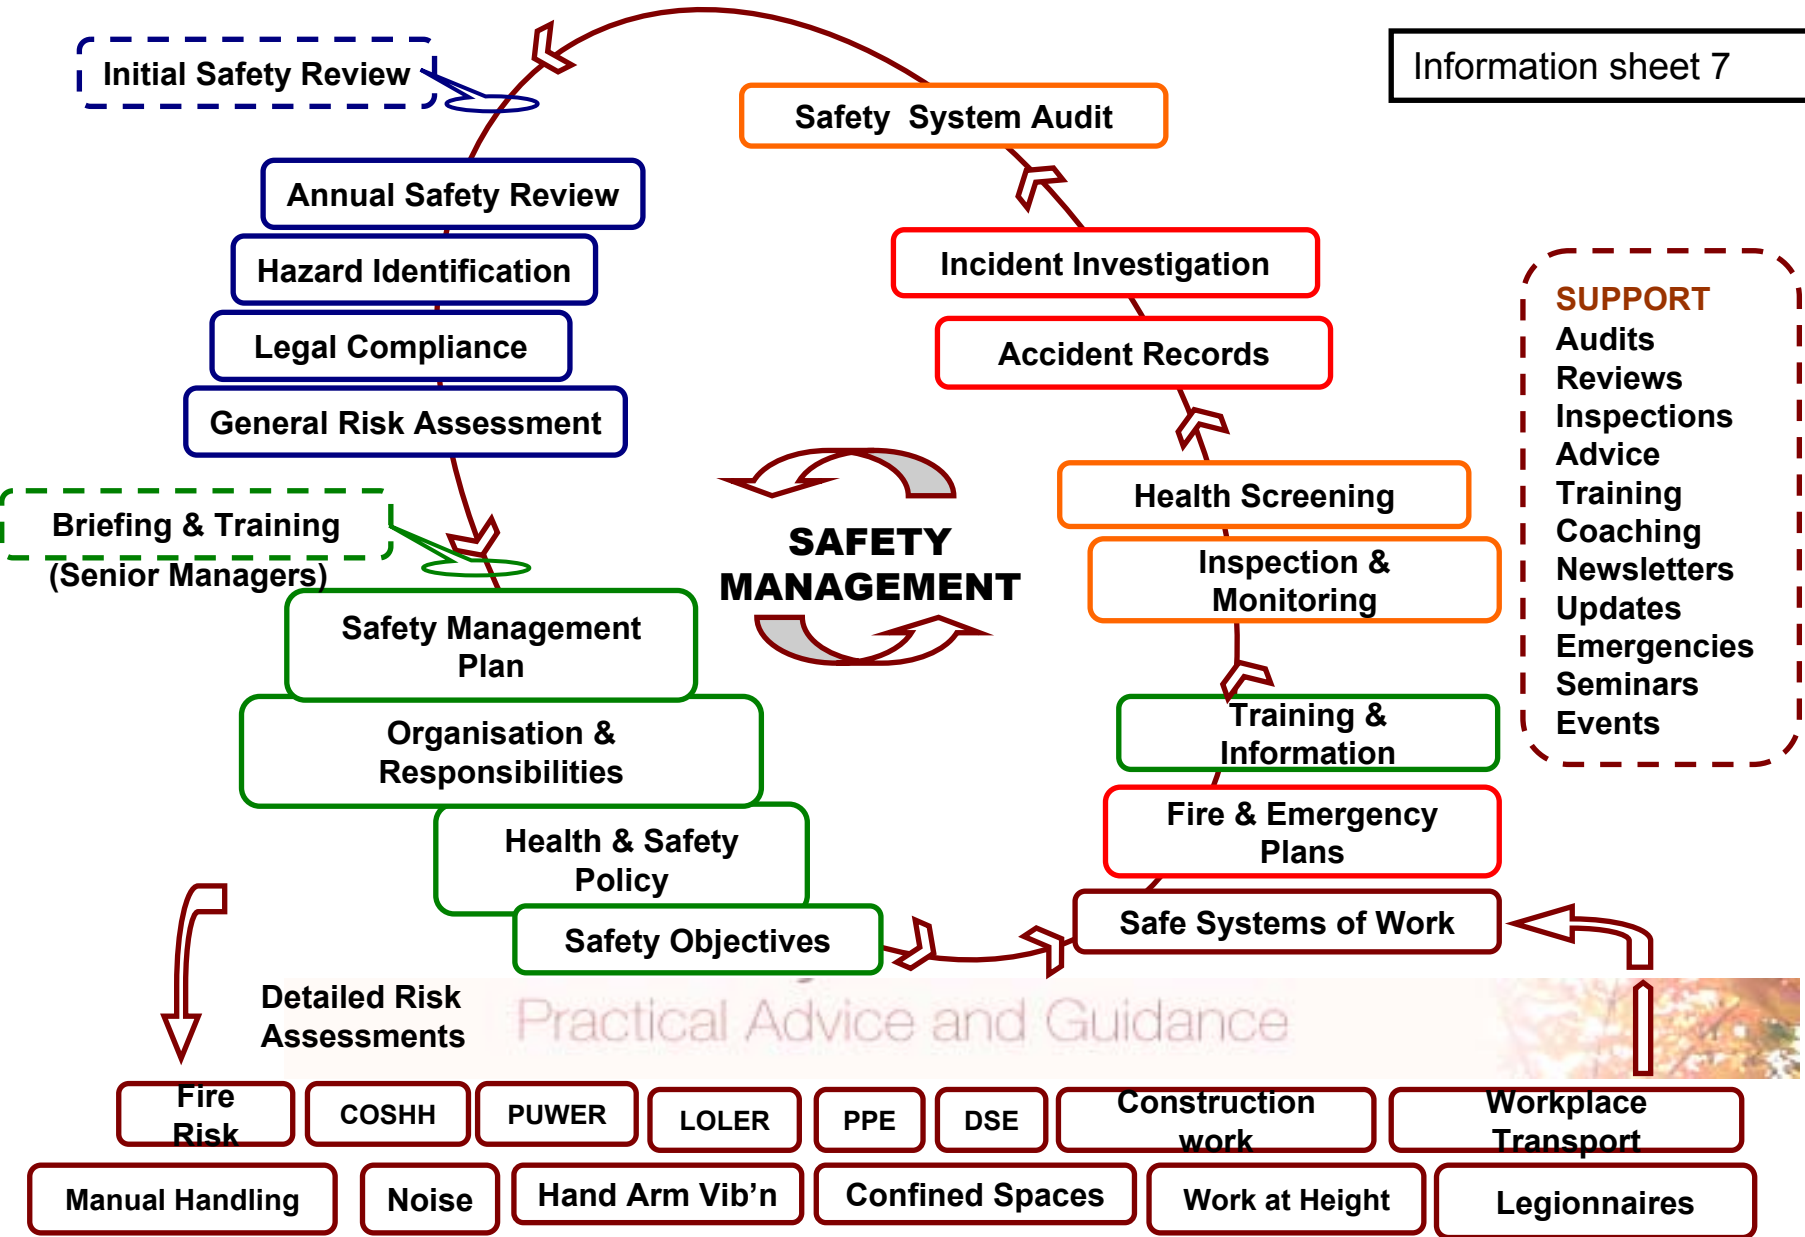 Information sheet 7
Initial Safety Review
Safety System Audit
Annual Safety Review
Hazard Identification
Legal Compliance
General Risk Assessment
Briefing & Training
(Senior Managers)
Safety Management
Plan
Organisation &
Responsibilities
Health & Safety
Policy
Safety Objectives
SAFETY
MANAGEMENT
Incident Investigation
Accident Records
Health Screening
Inspection &
Monitoring
Training &
Information
Fire & Emergency
Plans
Safe Systems of Work
SUPPORT
Audits
Reviews
Inspections
Advice
Training
Coaching
Newsletters
Updates
Emergencies
Seminars
Events
Detailed Risk
Assessments
Practical Advice and Guidance
Fire
Risk
COSHH
PUWER
LOLER
PPE
DSE
Construction
work
Workplace
Transport
Manual Handling
Noise
Hand Arm Vib’n
Confined Spaces
Work at Height
Legionnaires